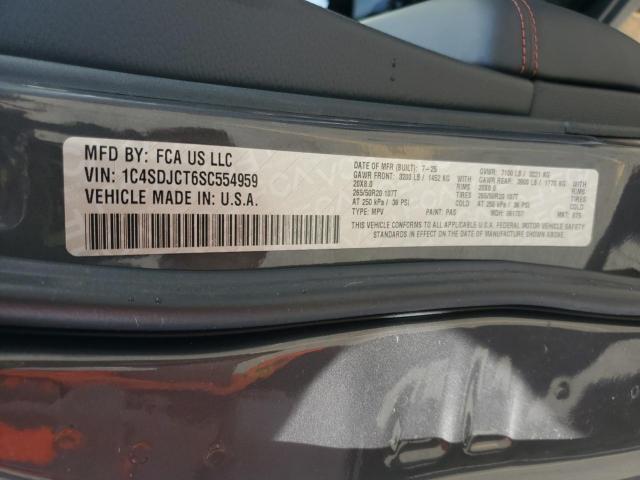 MFD BY: FCA US LLC
VIN: 1C4SDJCT6SC554959
VEHICLE MADE IN: U.S.A.
DATE OF MFR (BUILT): 7-25
GAWR FRONT: 3200 LB / 1452 KG WITH
20X8.0 RIMS
265/50R20 107T TIRES
AT 250 kPa / 36 PSI COLD
TYPE: MPV PAINT: PAS
GVWR: 7100 LB / 3221 KG
GAWR REAR: 3900 LB / 1770 KG WITH
20X8.0 RIMS
265/50R20 107T TIRES
AT 250 kPa / 36 PSI COLD
MDH: MKT:
THIS VEHICLE CONFORMS TO ALL APPLICABLE U.S.A. FEDERAL MOTOR VEHICLE SAFETY
STANDARDS IN EFFECT ON THE DATE OF MANUFACTURE SHOWN ABOVE.